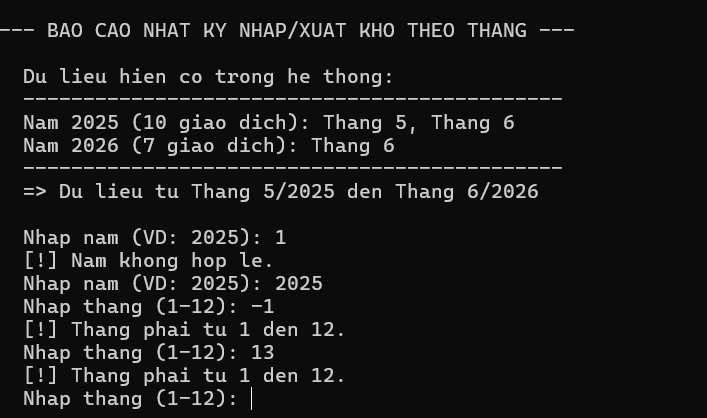 --- BAO CAO NHAT KY NHAP/XUAT KHO THEO THANG ---
Du lieu hien co trong he thong:
---------------------------------------------
Nam 2025 (10 giao dich): Thang 5, Thang 6
Nam 2026 (7 giao dich): Thang 6
---------------------------------------------
=> Du lieu tu Thang 5/2025 den Thang 6/2026
Nhap nam (VD: 2025): 1
[!] Nam khong hop le.
Nhap nam (VD: 2025): 2025
Nhap thang (1-12): -1
[!] Thang phai tu 1 den 12.
Nhap thang (1-12): 13
[!] Thang phai tu 1 den 12.
Nhap thang (1-12):